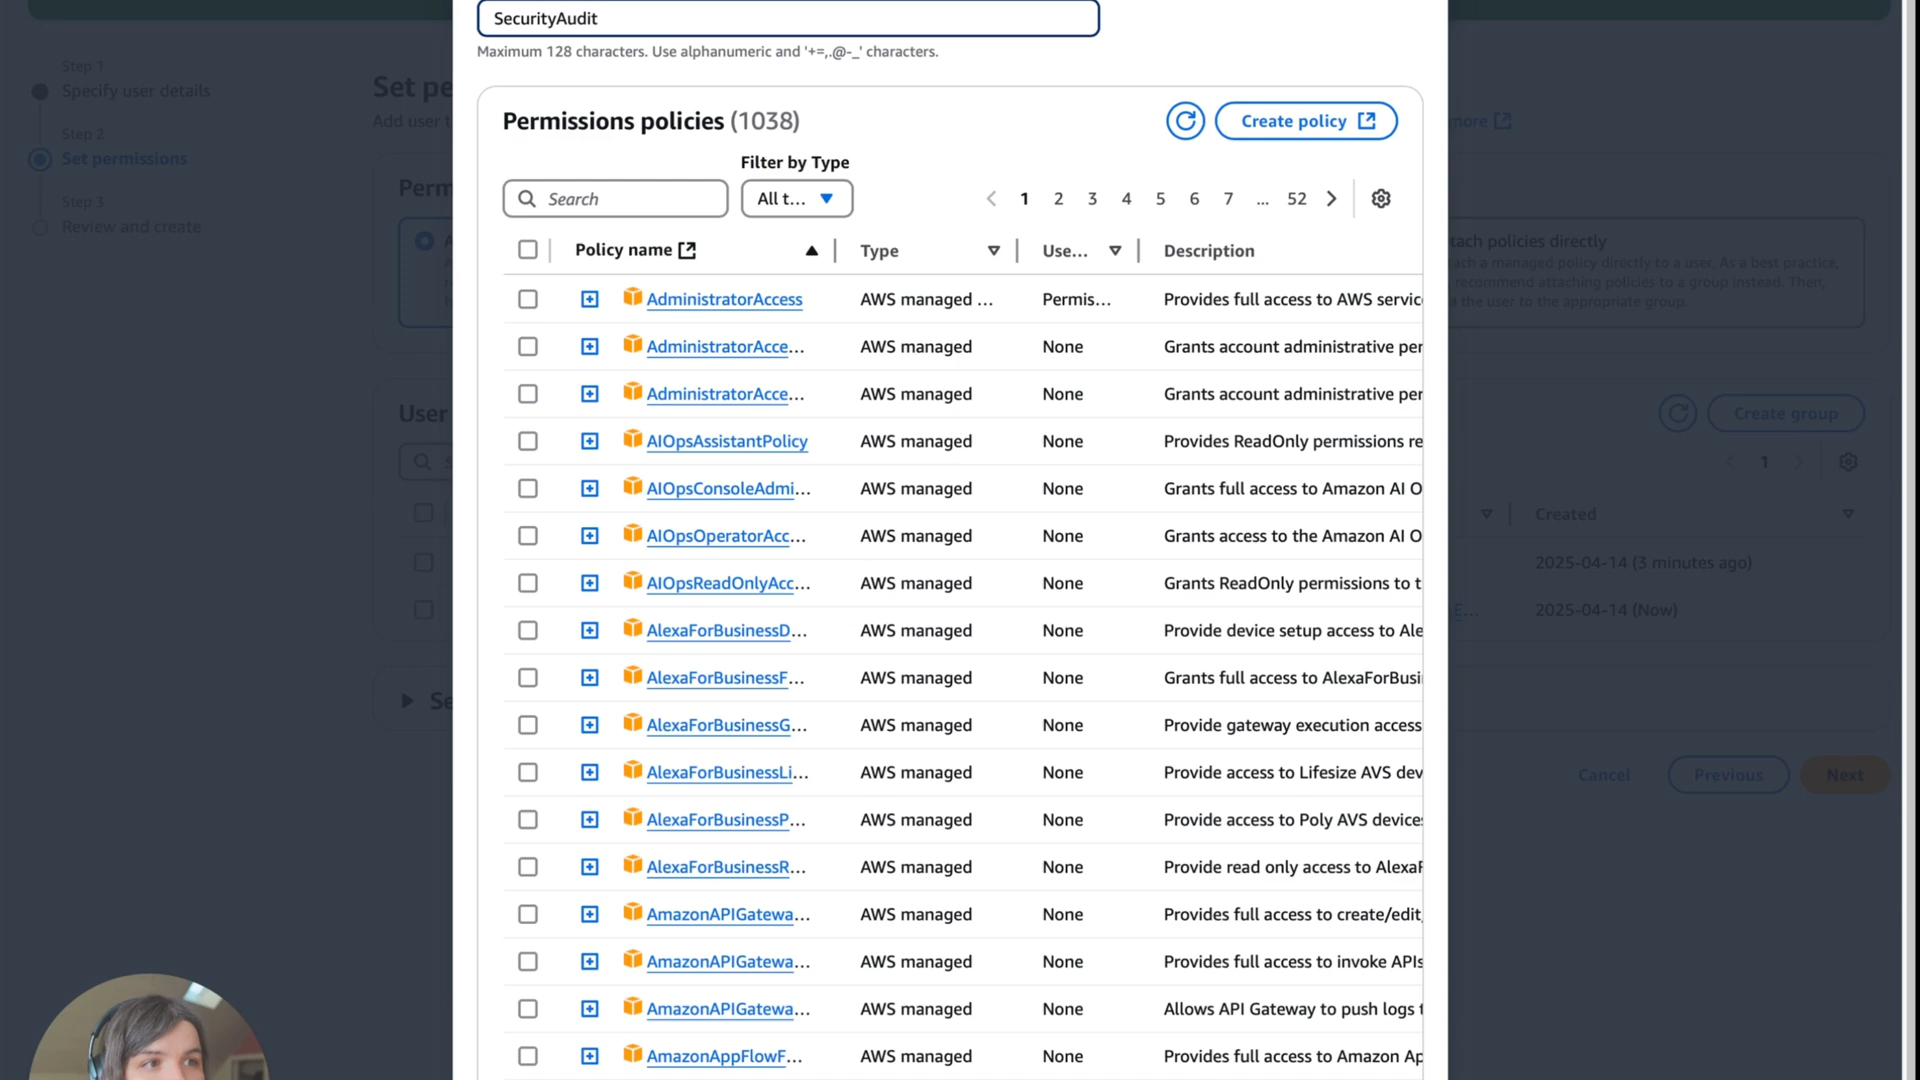 SecurityAudit
Maximum 128 characters. Use alphanumeric and '+=,.@-_' characters.
Step 1
Specify user details
Step 2
Set permissions
Step 3
Review and create
Set pe
Add user t
more
Perm
A
tach policies directly
ach a managed policy directly to a user. As a best practice,
recommend attaching policies to a group instead. Then,
the user to the appropriate group.
User
Create group
1
Created
2025-04-14 (3 minutes ago)
E...
2025-04-14 (Now)
Se
Cancel
Previous
Next
Permissions policies (1038)
Create policy
Filter by Type
Search
All t...
1 2 3 4 5 6 7 ... 52
Policy name Type Use... Description
AdministratorAccess AWS managed ... Permis... Provides full access to AWS servic
AdministratorAcce... AWS managed None Grants account administrative per
AdministratorAcce... AWS managed None Grants account administrative per
AIOpsAssistantPolicy AWS managed None Provides ReadOnly permissions re
AIOpsConsoleAdmi... AWS managed None Grants full access to Amazon AI O
AIOpsOperatorAcc... AWS managed None Grants access to the Amazon AI O
AIOpsReadOnlyAcc... AWS managed None Grants ReadOnly permissions to t
AlexaForBusinessD... AWS managed None Provide device setup access to Ale
AlexaForBusinessF... AWS managed None Grants full access to AlexaForBusi
AlexaForBusinessG... AWS managed None Provide gateway execution access
AlexaForBusinessLi... AWS managed None Provide access to Lifesize AVS dev
AlexaForBusinessP... AWS managed None Provide access to Poly AVS devices
AlexaForBusinessR... AWS managed None Provide read only access to AlexaF
AmazonAPIGatewa... AWS managed None Provides full access to create/edit,
AmazonAPIGatewa... AWS managed None Provides full access to invoke APIs
AmazonAPIGatewa... AWS managed None Allows API Gateway to push logs t
AmazonAppFlowF... AWS managed None Provides full access to Amazon Ap